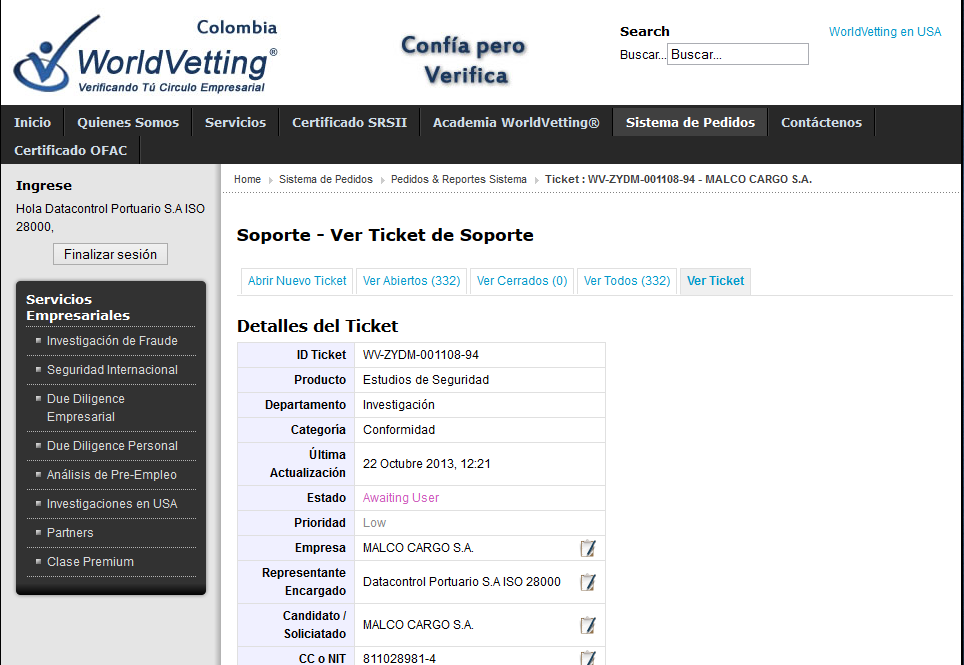 Colombia
WorldVetting®
Verificando Tú Circulo Empresarial
Confía pero
Verifica
Search
Buscar... Buscar...
WorldVetting en USA
Inicio Quienes Somos Servicios Certificado SRSII Academia WorldVetting® Sistema de Pedidos Contáctenos
Certificado OFAC
Ingrese
Hola Datacontrol Portuario S.A ISO
28000,
Finalizar sesión
Servicios
Empresariales
Investigación de Fraude
Seguridad Internacional
Due Diligence
Empresarial
Due Diligence Personal
Análisis de Pre-Empleo
Investigaciones en USA
Partners
Clase Premium
Home Sistema de Pedidos Pedidos & Reportes Sistema Ticket : WV-ZYDM-001108-94 - MALCO CARGO S.A.
Soporte - Ver Ticket de Soporte
Abrir Nuevo Ticket Ver Abiertos (332) Ver Cerrados (0) Ver Todos (332) Ver Ticket
Detalles del Ticket
ID Ticket WV-ZYDM-001108-94
Producto Estudios de Seguridad
Departamento Investigación
Categoría Conformidad
Última
Actualización 22 Octubre 2013, 12:21
Estado Awaiting User
Prioridad Low
Empresa MALCO CARGO S.A.
Representante
Encargado Datacontrol Portuario S.A ISO 28000
Candidato /
Soliciatado MALCO CARGO S.A.
CC o NIT 811028981-4